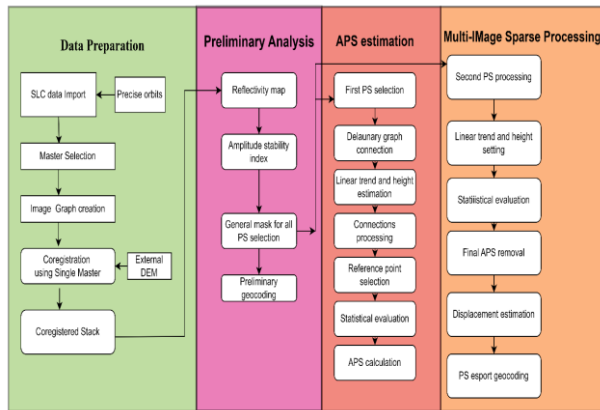 Data Preparation
SLC data Import
Precise orbits
Master Selection
Image Graph creation
Coregistration
using Single Master
External
DEM
Coregistered Stack
Preliminary Analysis
Reflectivity map
Amplitude stability
index
General mask for all
PS selection
Preliminary
geocoding
APS estimation
First PS selection
Delaunary graph
connection
Linear trend and height
estimation
Connections
processing
Reference point
selection
Statistical evaluation
APS calculation
Multi-IMage Sparse Processing
Second PS processing
Linear trend and height
setting
Statiiistical evaluation
Final APS removal
Displacement estimation
PS esport geocoding